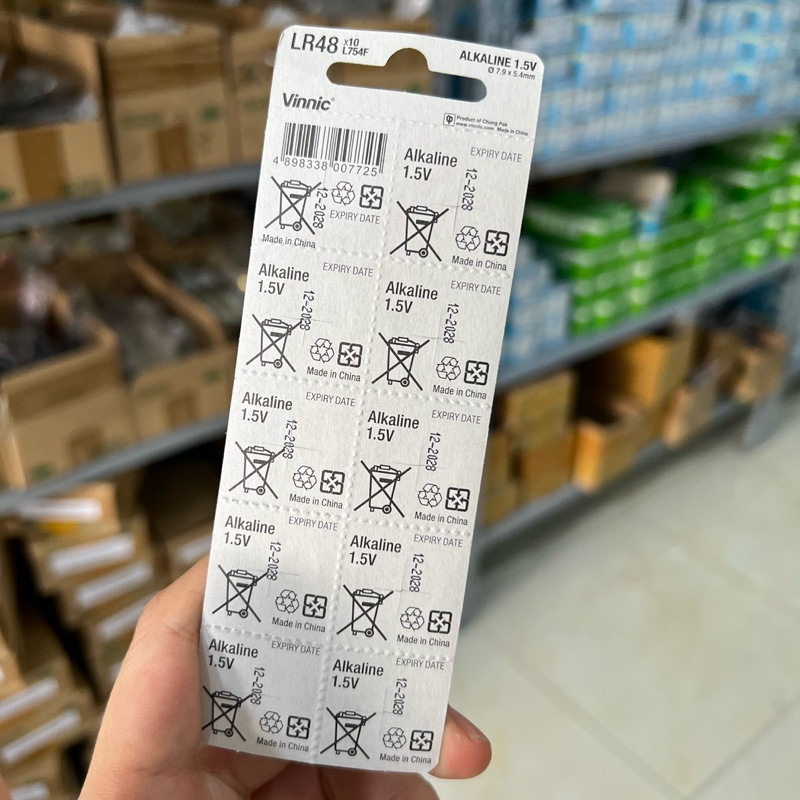 LR48 x10 L754F
ALKALINE 1.5V
Ø 7.9 x 5.4mm
Vinnic®
Product of Chung Pak
www.vinnic.com Made in China
4 898338 007725
12-2028
EXPIRY DATE
Made in China
Alkaline
1.5V
EXPIRY DATE
12-2028
Made in China
Alkaline
1.5V
EXPIRY DATE
12-2028
Made in China
Alkaline
1.5V
EXPIRY DATE
12-2028
Made in China
Alkaline
1.5V
EXPIRY DATE
12-2028
Made in China
Alkaline
1.5V
EXPIRY DATE
12-2028
Made in China
Alkaline
1.5V
EXPIRY DATE
12-2028
Made in China
Alkaline
1.5V
EXPIRY DATE
12-2028
Made in China
Alkaline
1.5V
EXPIRY DATE
12-2028
Made in China
Alkaline
1.5V
EXPIRY DATE
12-2028
Made in China